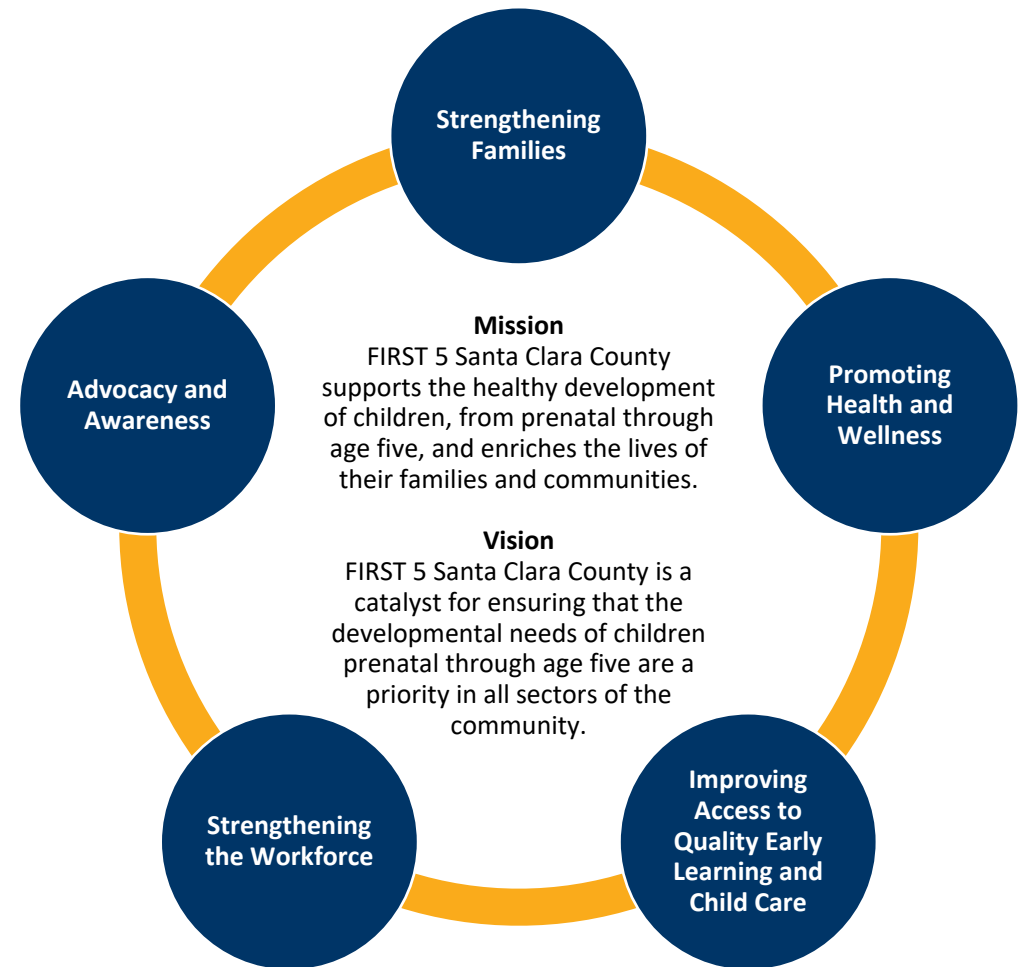 Strengthening
Families
Promoting
Health and
Wellness
Improving
Access to
Quality Early
Learning and
Child Care
Strengthening
the Workforce
Advocacy and
Awareness
Mission
FIRST 5 Santa Clara County
supports the healthy development
of children, from prenatal through
age five, and enriches the lives of
their families and communities.
Vision
FIRST 5 Santa Clara County is a
catalyst for ensuring that the
developmental needs of children
prenatal through age five are a
priority in all sectors of the
community.